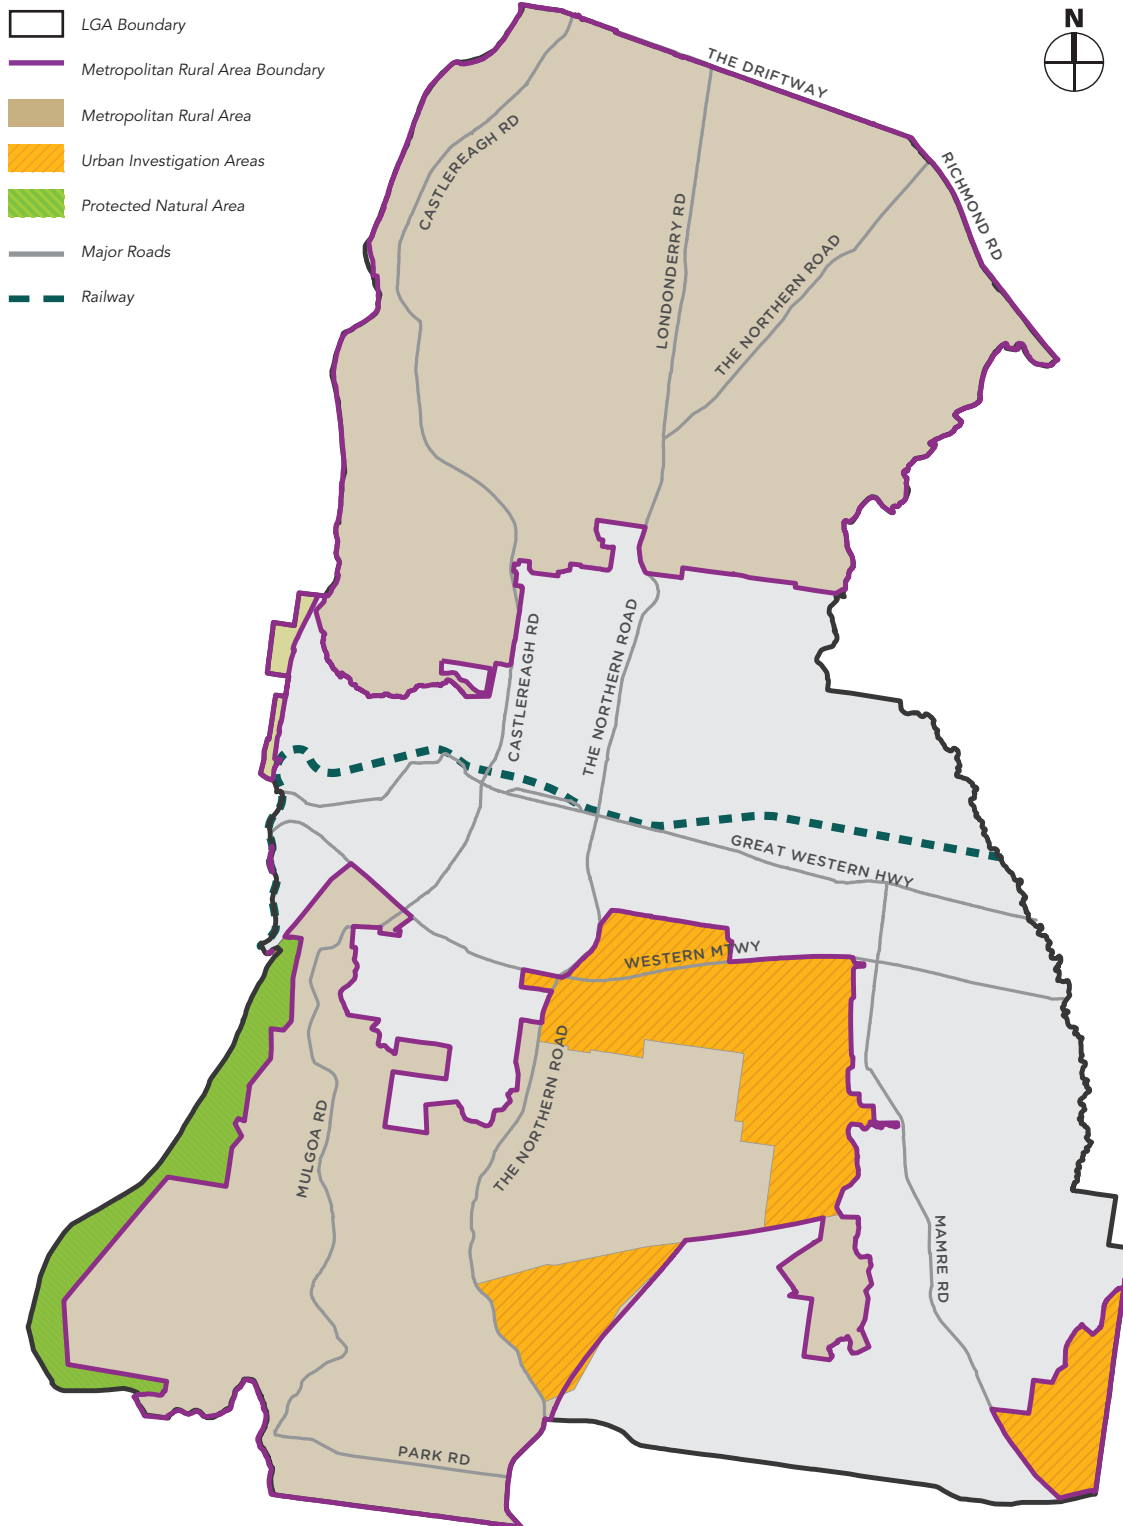 LGA Boundary
Metropolitan Rural Area Boundary
Metropolitan Rural Area
Urban Investigation Areas
Protected Natural Area
Major Roads
Railway
N
THE DRIFTWAY
CASTLEREAGH RD
RICHMOND RD
LONDONDERRY RD
THE NORTHERN ROAD
CASTLEREAGH RD
THE NORTHERN ROAD
GREAT WESTERN HWY
WESTERN MTWY
THE NORTHERN ROAD
MULGOA RD
MAMRE RD
PARK RD